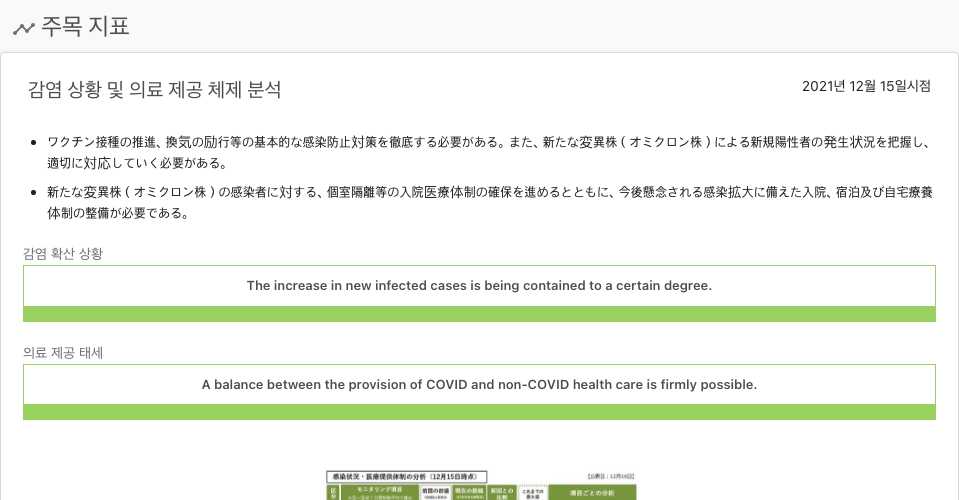 주목 지표
감염 상황 및 의료 제공 체제 분석
2021년 12월 15일시점
ワクチン接種の推進、換気の励行等の基本的な感染防止対策を徹底する必要がある。また、新たな変異株（オミクロン株）による新規陽性者の発生状況を把握し、
適切に対応していく必要がある。
新たな変異株（オミクロン株）の感染者に対する、個室隔離等の入院医療体制の確保を進めるとともに、今後懸念される感染拡大に備えた入院、宿泊及び自宅療養
体制の整備が必要である。
감염 확산 상황
The increase in new infected cases is being contained to a certain degree.
의료 제공 태세
A balance between the provision of COVID and non-COVID health care is firmly possible.
感染状況・医療提供体制の分析（12月15日時点）
モニタリング項目
前回の数値
現在の数値
前回との
比較
これまでの
最大値
項目ごとの分析